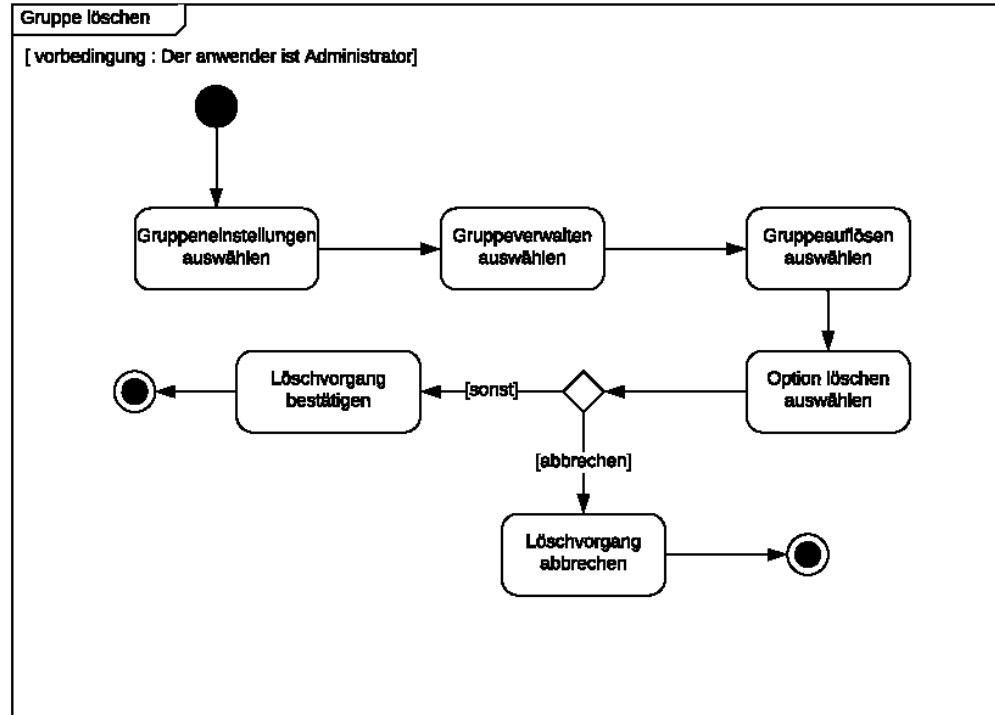 Gruppe löschen
[ vorbedingung : Der anwender ist Administrator]
Gruppeneinstellungen
auswählen
Gruppeverwalten
auswählen
Gruppeauflösen
auswählen
Löschvorgang
bestätigen
[sonst]
Option löschen
auswählen
[abbrechen]
Löschvorgang
abbrechen